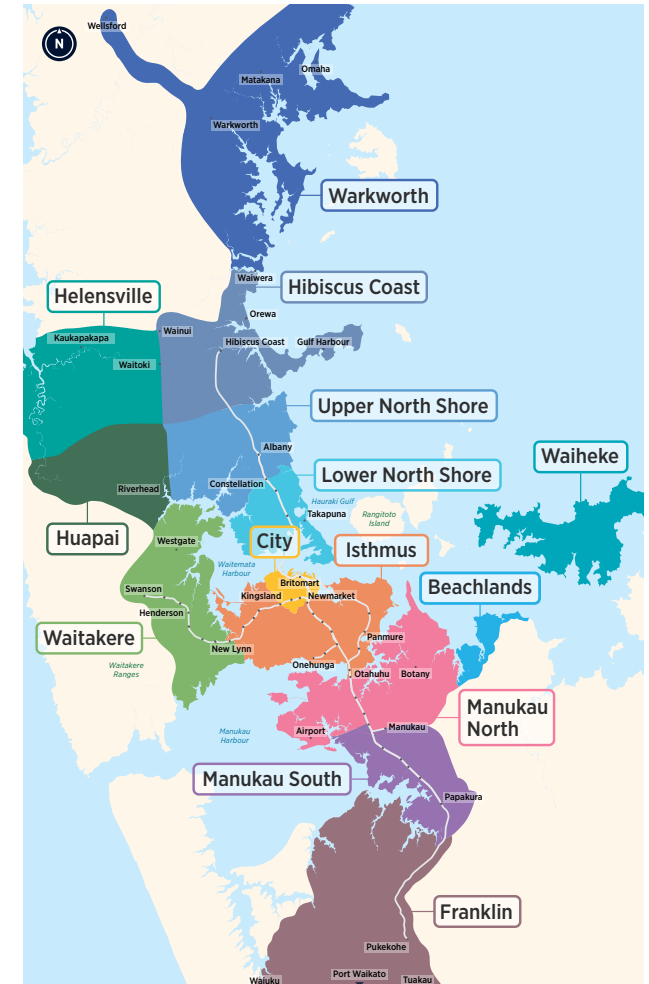 Wellsford
N
Omaha
Matakana
Warkworth
Warkworth
Waiwera
Hibiscus Coast
Helensville
Orewa
Wainui
Kaukapakapa
Hibiscus Coast
Gulf Harbour
Waitoki
Upper North Shore
Albany
Waiheke
Lower North Shore
Constellation
Riverhead
Hauraki Gulf
Takapuna
Rangitoto
Island
Huapai
Westgate
City
Isthmus
Waitemata
Harbour
Britomart
Beachlands
Swanson
Kingsland
Newmarket
Henderson
Waitakere
Panmure
New Lynn
Onehunga
Waitakere
Ranges
Otahuhu
Botany
Manukau
North
Airport
Manukau
Manukau
Harbour
Manukau South
Papakura
Franklin
Pukekohe
Port Waikato
Waiuku
Tuakau